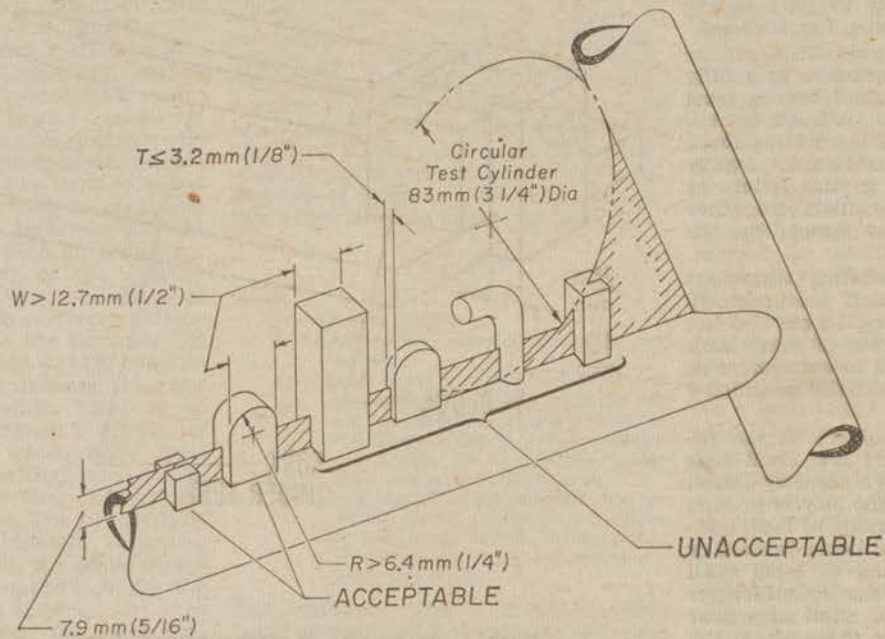 T≤3.2mm(1/8")
Circular
Test Cylinder
83mm(3 1/4")Dia
W>12.7mm(1/2")
UNACCEPTABLE
R>6.4mm(1/4")
ACCEPTABLE
7.9mm(5/16")